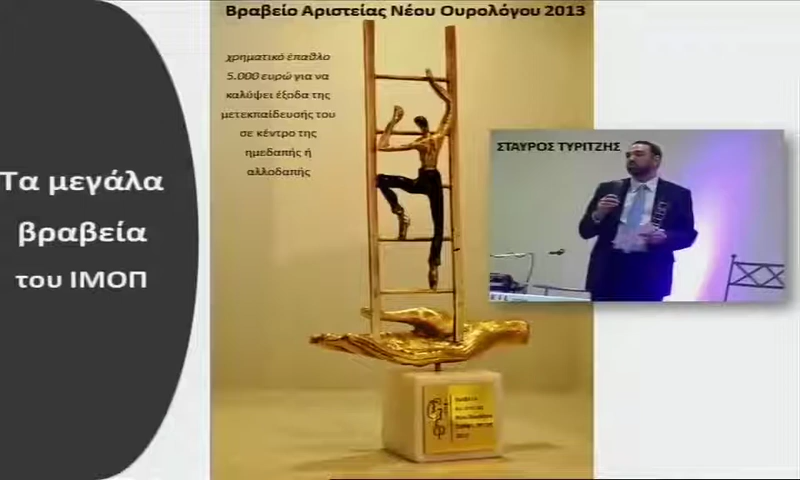 Βραβείο Αριστείας Νέου Ουρολόγου 2013
χρηματικό έπαθλο
5.000 ευρώ για να
καλύψει έξοδα της
μετεκπαίδευσής του
σε κέντρο της
ημεδαπής ή
αλλοδαπής
Τα μεγάλα
βραβεία
του ΙΜΟΠ
ΣΤΑΥΡΟΣ ΤΥΡΙΤΖΗΣ